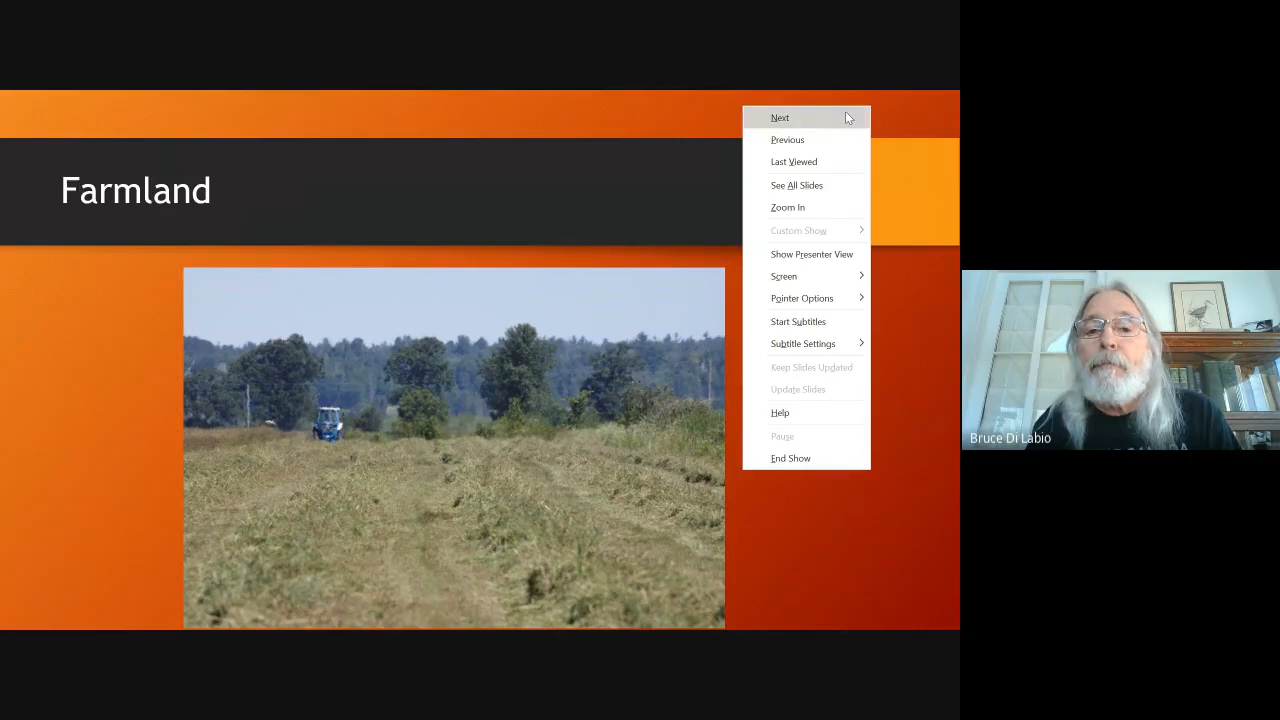 Farmland
Next
Previous
Last Viewed
See All Slides
Zoom In
Custom Show
Show Presenter View
Screen
Pointer Options
Start Subtitles
Subtitle Settings
Keep Slides Updated
Update Slides
Help
Pause
End Show
Bruce Di Labio